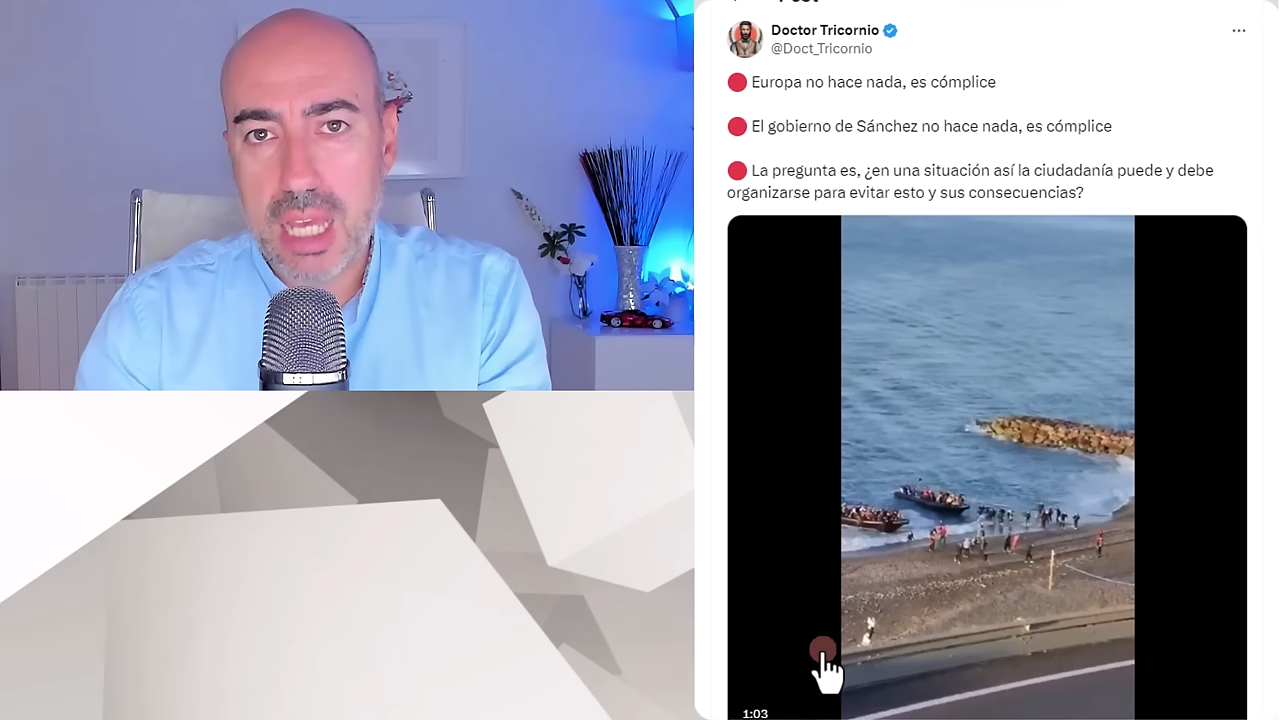 Post
Doctor Tricornio
@Doct_Tricornio
Europa no hace nada, es cómplice
El gobierno de Sánchez no hace nada, es cómplice
La pregunta es, ¿en una situación así la ciudadanía puede y debe
organizarse para evitar esto y sus consecuencias?
1:03